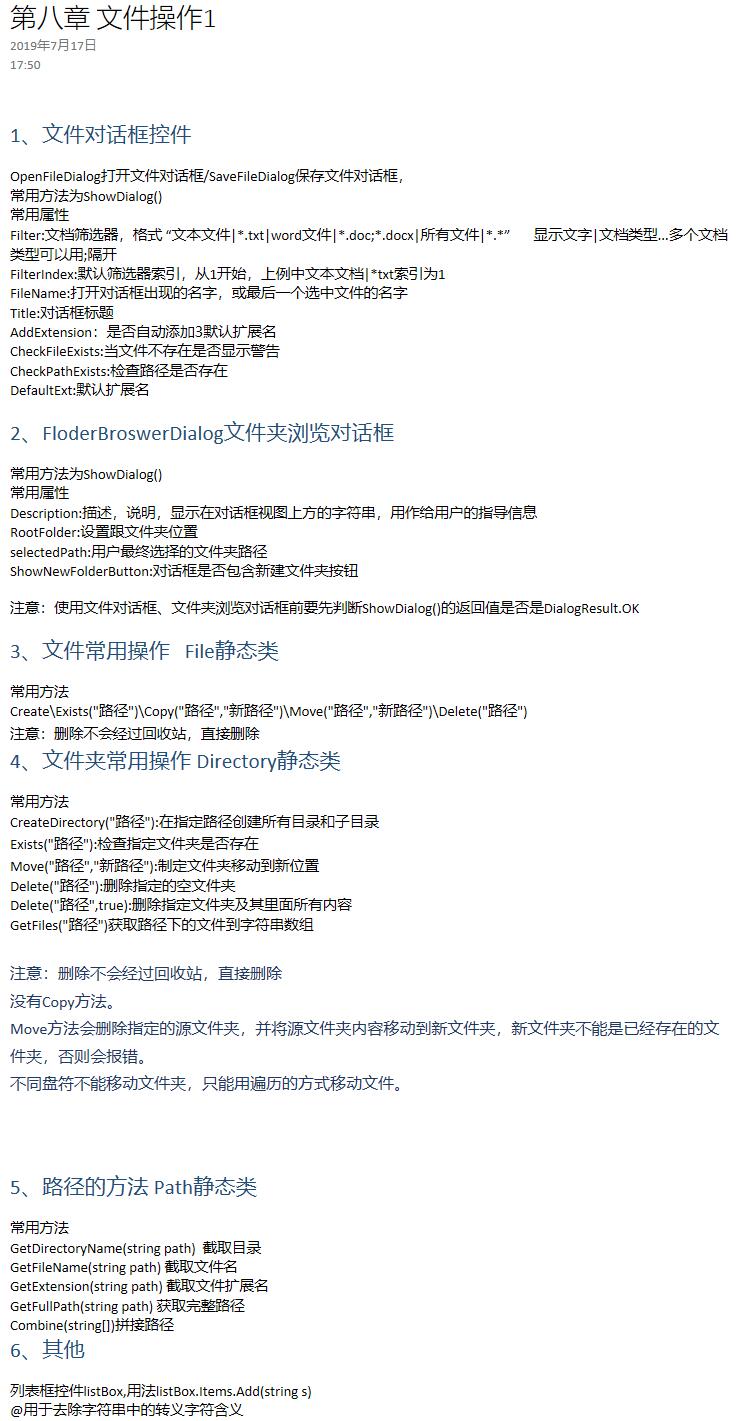 第八章 文件操作1
2019年7月17日
17:50
1、文件对话框控件
OpenFileDialog打开文件对话框/SaveFileDialog保存文件对话框，
常用方法为ShowDialog()
常用属性
Filter:文档筛选器，格式 “文本文件|*.txt|word文件|*.doc;*.docx|所有文件|*.*” 显示文字|文档类型...多个文档
类型可以用;隔开
FilterIndex:默认筛选器索引，从1开始，上例中文本文档|*txt索引为1
FileName:打开对话框出现的名字，或最后一个选中文件的名字
Title:对话框标题
AddExtension：是否自动添加3默认扩展名
CheckFileExists:当文件不存在是否显示警告
CheckPathExists:检查路径是否存在
DefaultExt:默认扩展名
2、FloderBroswerDialog文件夹浏览对话框
常用方法为ShowDialog()
常用属性
Description:描述，说明，显示在对话框视图上方的字符串，用作给用户的指导信息
RootFolder:设置跟文件夹位置
selectedPath:用户最终选择的文件夹路径
ShowNewFolderButton:对话框是否包含新建文件夹按钮
注意：使用文件对话框、文件夹浏览对话框前要先判断ShowDialog()的返回值是否是DialogResult.OK
3、文件常用操作 File静态类
常用方法
Create\Exists("路径")\Copy("路径","新路径")\Move("路径","新路径")\Delete("路径")
注意：删除不会经过回收站，直接删除
4、文件夹常用操作 Directory静态类
常用方法
CreateDirectory("路径"):在指定路径创建所有目录和子目录
Exists("路径"):检查指定文件夹是否存在
Move("路径","新路径"):制定文件夹移动到新位置
Delete("路径"):删除指定的空文件夹
Delete("路径",true):删除指定文件夹及其里面所有内容
GetFiles("路径")获取路径下的文件到字符串数组
注意：删除不会经过回收站，直接删除
没有Copy方法。
Move方法会删除指定的源文件夹，并将源文件夹内容移动到新文件夹，新文件夹不能是已经存在的文
件夹，否则会报错。
不同盘符不能移动文件夹，只能用遍历的方式移动文件。
5、路径的方法 Path静态类
常用方法
GetDirectoryName(string path) 截取目录
GetFileName(string path) 截取文件名
GetExtension(string path) 截取文件扩展名
GetFullPath(string path) 获取完整路径
Combine(string[])拼接路径
6、其他
列表框控件listBox,用法listBox.Items.Add(string s)
@用于去除字符串中的转义字符含义